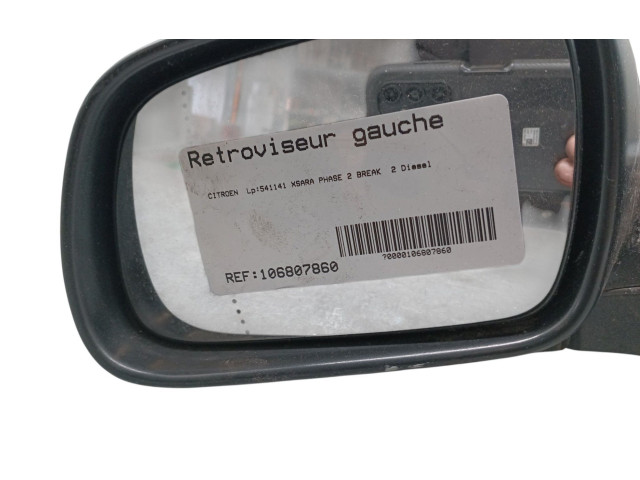 Retroviseur gauche
CITROEN Lp!541141 XSARA PHASE 2 BREAK 2 Diesel
?0000106807860
REF:106807860